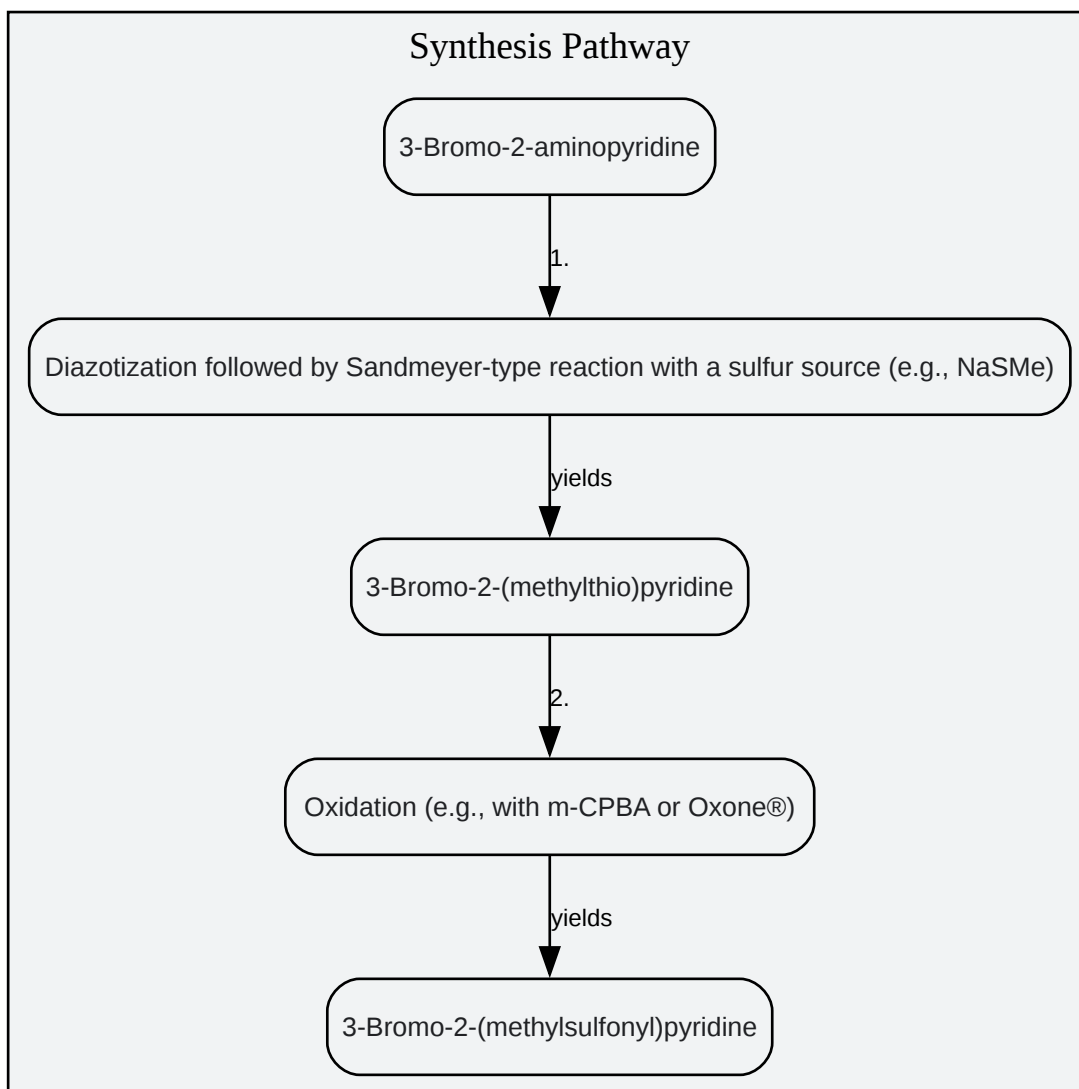 Synthesis Pathway
3-Bromo-2-aminopyridine
1.
Diazotization followed by Sandmeyer-type reaction with a sulfur source (e.g., NaSMe)
yields
3-Bromo-2-(methylthio)pyridine
2.
Oxidation (e.g., with m-CPBA or Oxone®)
yields
3-Bromo-2-(methylsulfonyl)pyridine